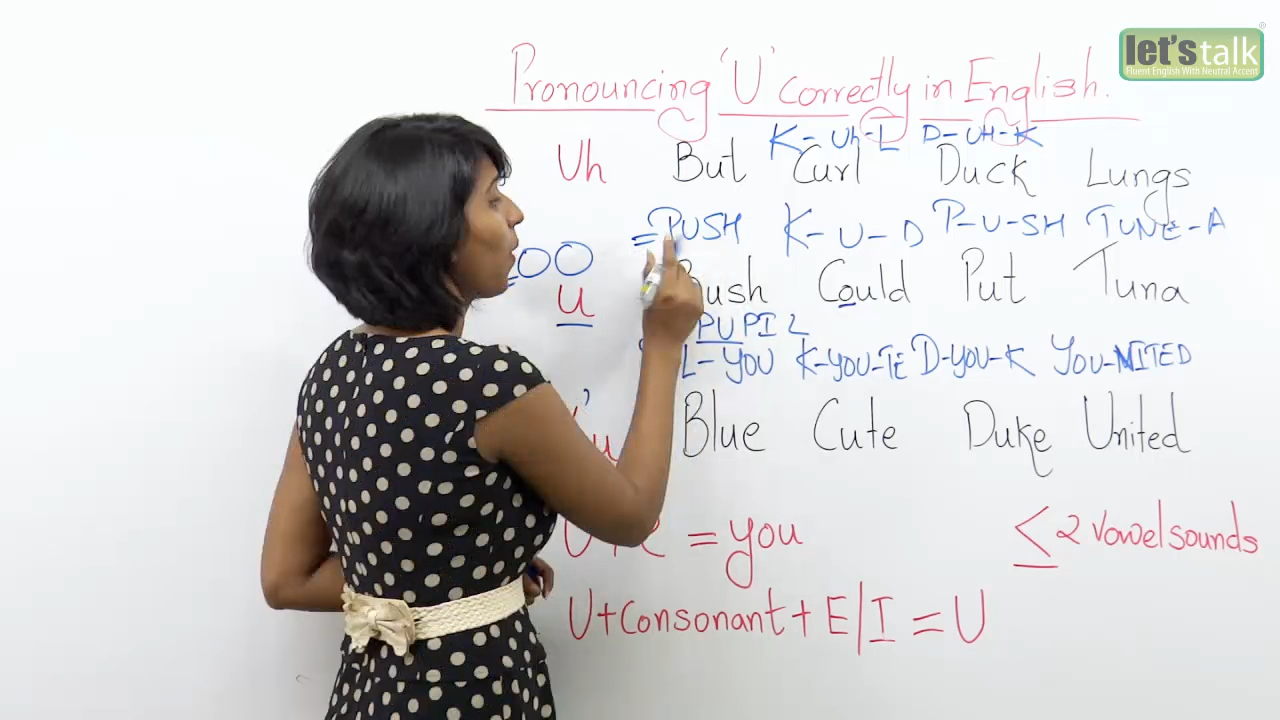 let's talk
Fluent English With Neutral Accent
Pronouncing 'U' correctly in English.
K-Uh-L D-UH-K
Uh But Curl Duck Lungs
=PUSH K-U-D P-U-SH TUNE-A
OO
u ush Could Put Tuna
PUPIL
L-YOU K-YOU-TE D-YOU-K YOU-NITED
Blue Cute Duke United
= you < 2 vowel sounds
U+Consonant+E/I=U